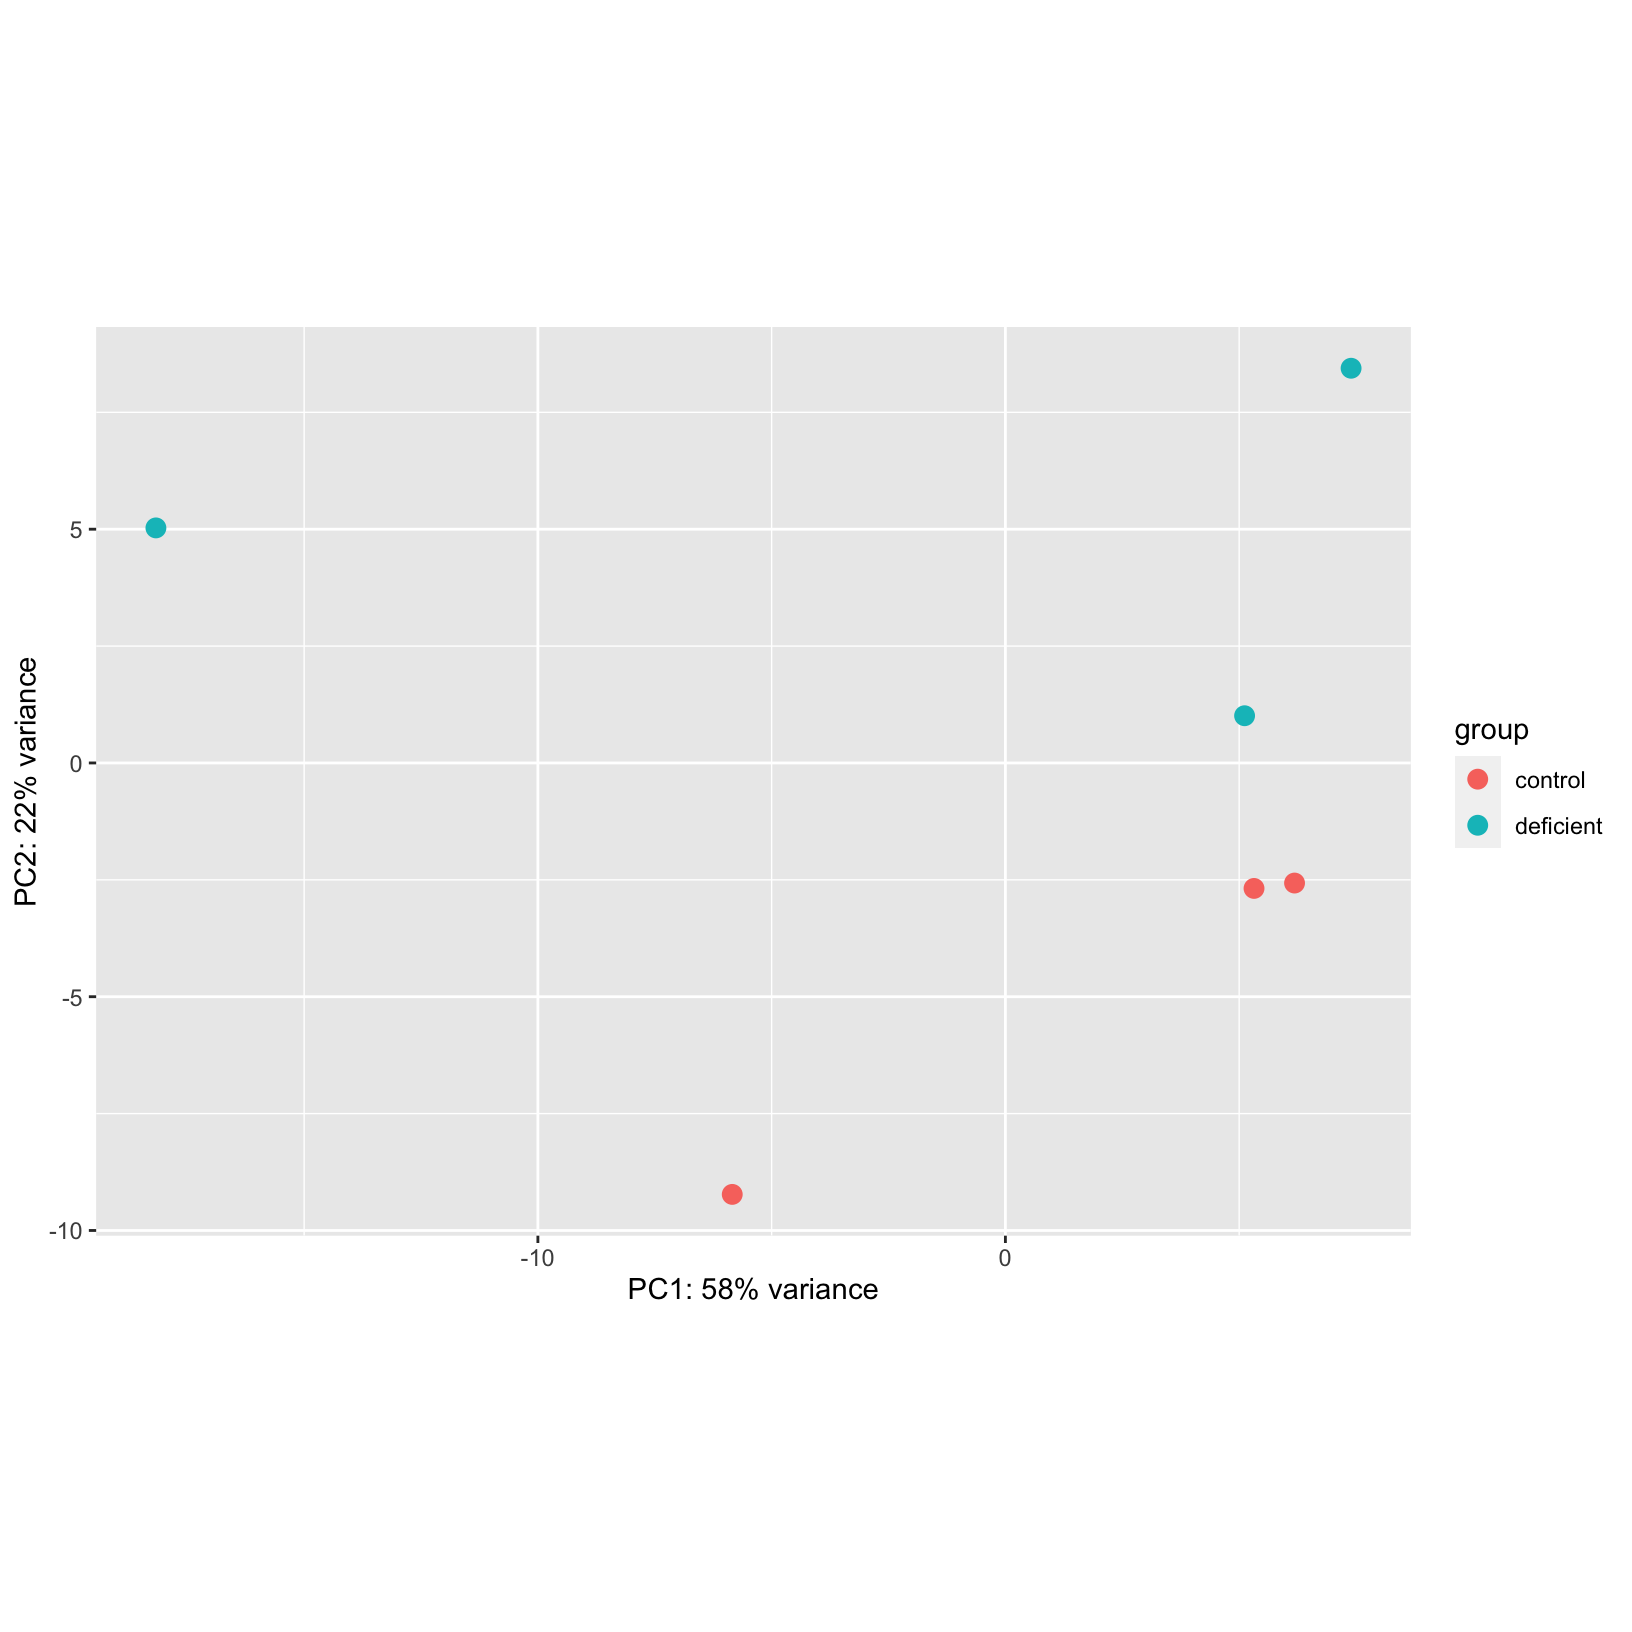 PC2: 22% variance
5
0
-5
-10
-10
0
PC1: 58% variance
group
control
deficient